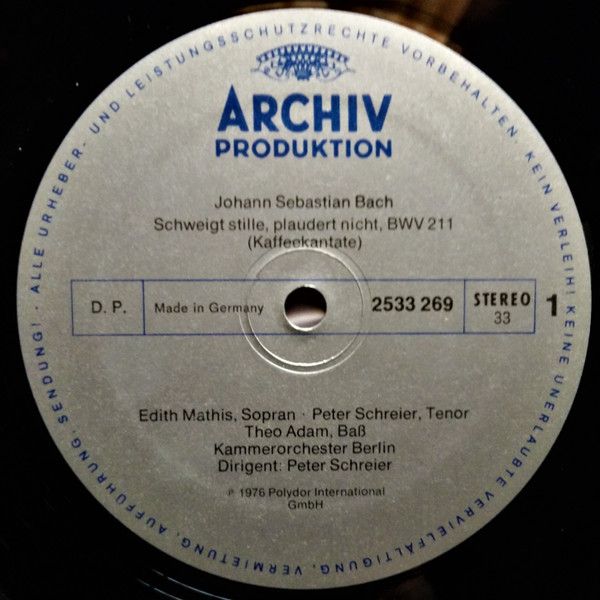 ALLE URHEBER- UND LEISTUNGSSCHUTZRECHTE VORBEHALTEN. KEIN VERLEIH! KEINE UNERLAUBTE VERVIELFÄLTIGUNG, VERMIETUNG, AUFFÜHRUNG, SENDUNG!
ARCHIV
PRODUKTION
Johann Sebastian Bach
Schweigt stille, plaudert nicht, BWV 211
(Kaffeekantate)
D. P. Made in Germany 2533 269 STEREO 1
33
Edith Mathis, Sopran · Peter Schreier, Tenor
Theo Adam, Baß
Kammerorchester Berlin
Dirigent: Peter Schreier
℗ 1976 Polydor International
GmbH